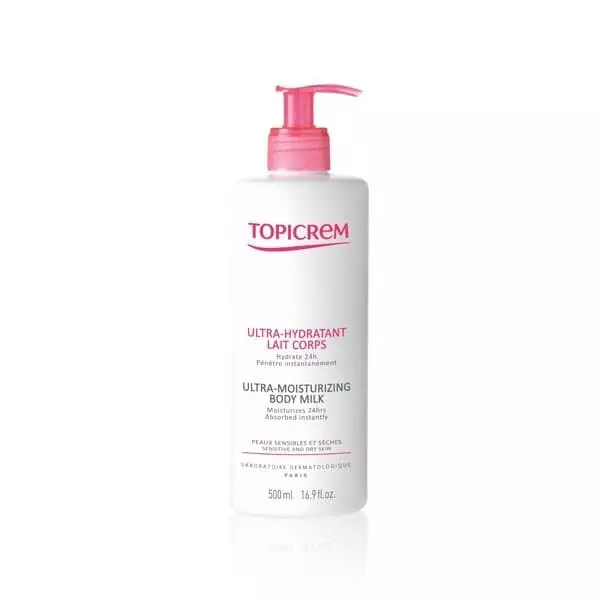 TOPICREM
ULTRA-HYDRATANT
LAIT CORPS
Hydrate 24h
Pénètre instantanément
ULTRA-MOISTURIZING
BODY MILK
Moisturizes 24hrs
Absorbed instantly
PEAUX SENSIBLES ET SÈCHES
SENSITIVE AND DRY SKIN
LABORATOIRE DERMATOLOGIQUE
PARIS
500 ml 16,9 fl.oz.